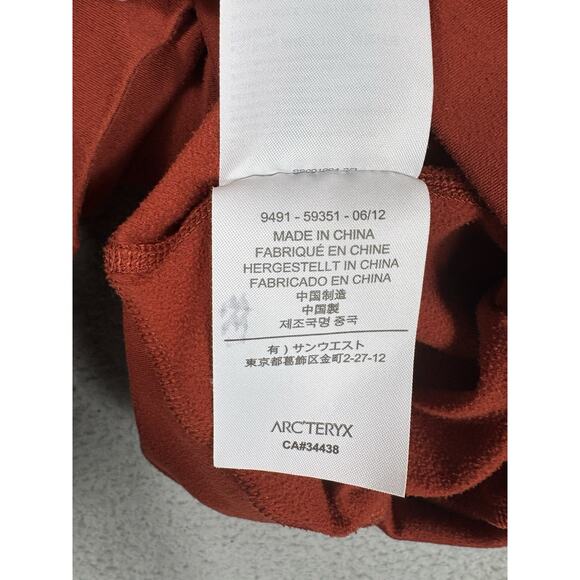 9491 - 59351 - 06/12
MADE IN CHINA
FABRIQUÉ EN CHINE
HERGESTELLT IN CHINA
FABRICADO EN CHINA
中国制造
中国製
제조국명 중국
有）サンウエスト
東京都葛飾区金町2-27-12
ARC'TERYX
CA#34438